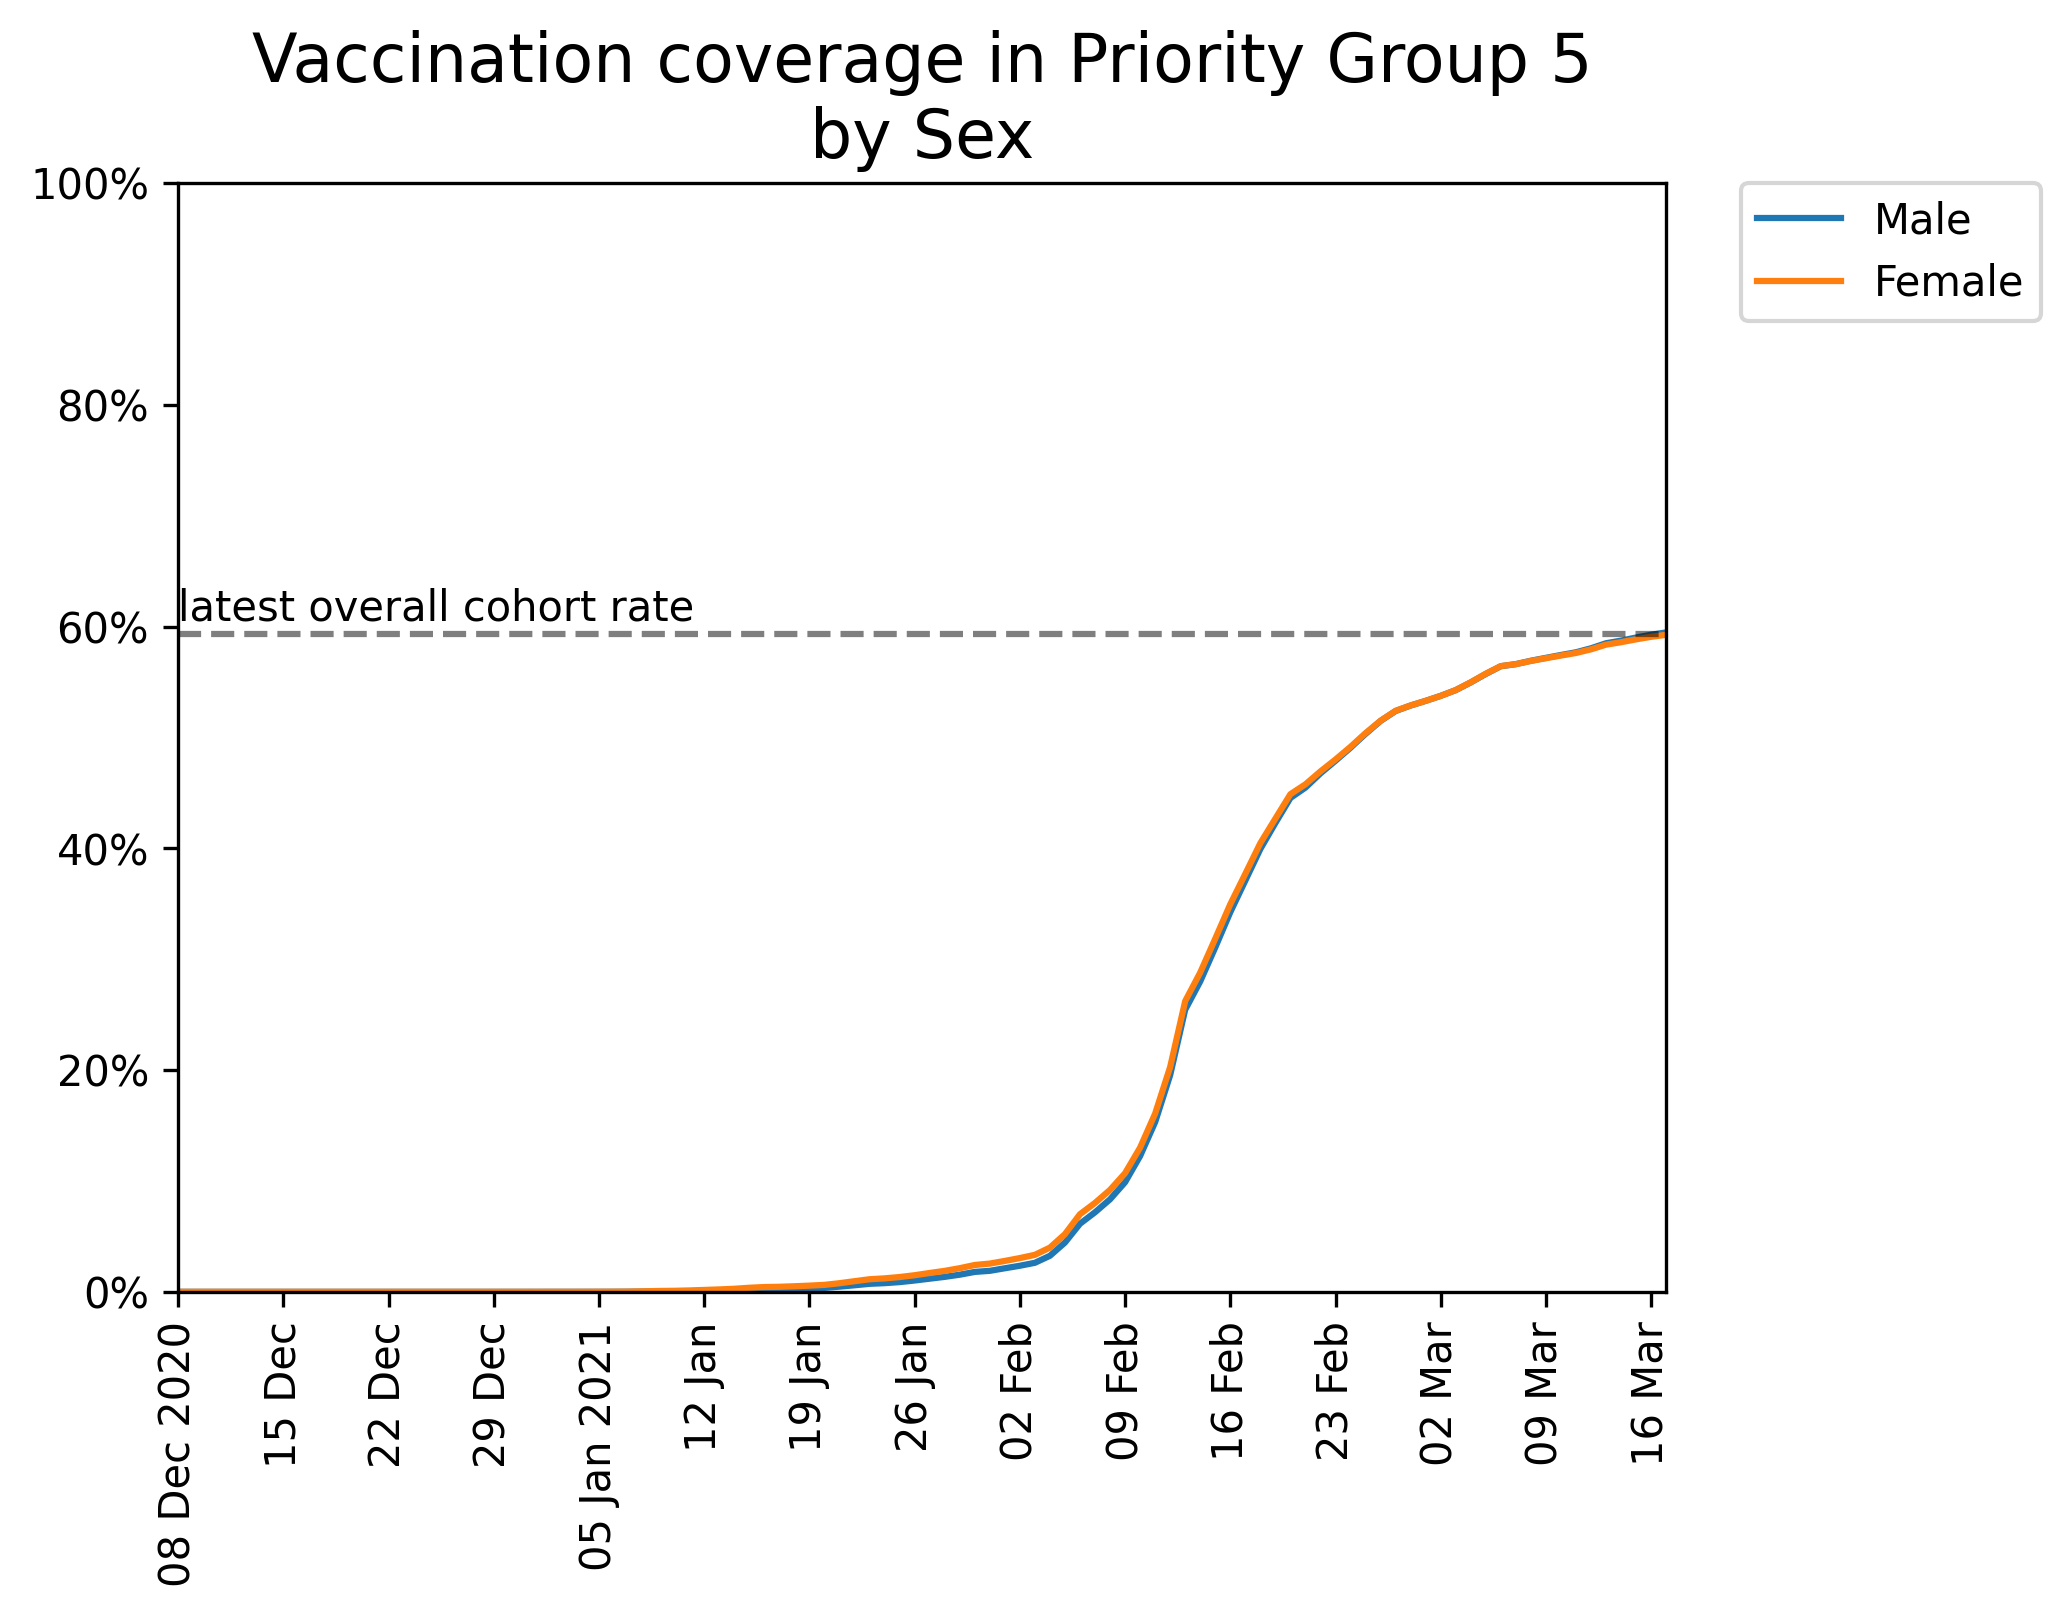 Vaccination coverage in Priority Group 5
by Sex
100%
80%
60%
40%
20%
0%
latest overall cohort rate
Male
Female
08 Dec 2020
15 Dec
22 Dec
29 Dec
05 Jan 2021
12 Jan
19 Jan
26 Jan
02 Feb
09 Feb
16 Feb
23 Feb
02 Mar
09 Mar
16 Mar